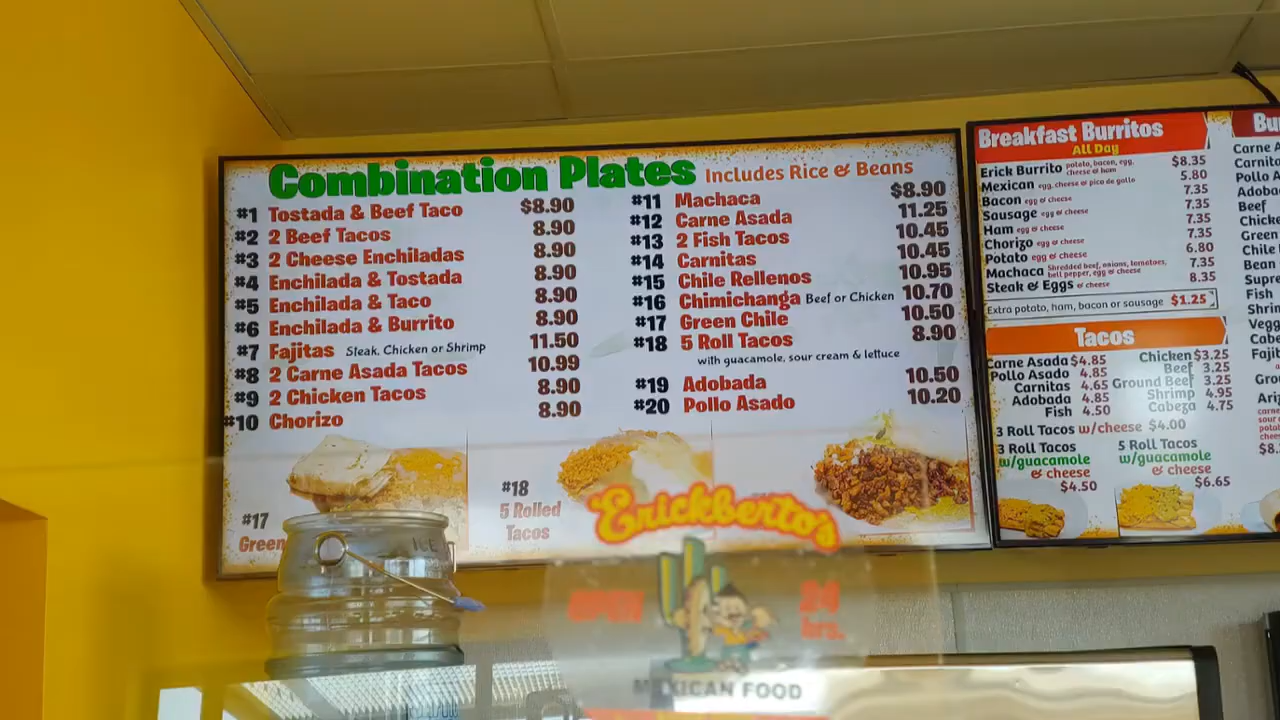 Combination Plates Includes Rice & Beans
#1 Tostada & Beef Taco $8.90
#2 2 Beef Tacos 8.90
#3 2 Cheese Enchiladas 8.90
#4 Enchilada & Tostada 8.90
#5 Enchilada & Taco 8.90
#6 Enchilada & Burrito 8.90
#7 Fajitas Steak, Chicken or Shrimp 11.50
#8 2 Carne Asada Tacos 10.99
#9 2 Chicken Tacos 8.90
#10 Chorizo 8.90
#11 Machaca $8.90
#12 Carne Asada 11.25
#13 2 Fish Tacos 10.45
#14 Carnitas 10.45
#15 Chile Rellenos 10.95
#16 Chimichanga Beef or Chicken 10.70
#17 Green Chile 10.50
#18 5 Roll Tacos 8.90
with guacamole, sour cream & lettuce
#19 Adobada 10.50
#20 Pollo Asado 10.20
#17
Green
#18
5 Rolled
Tacos
Breakfast Burritos
All Day
Erick Burrito potato, bacon, egg, cheese & ham $8.35
Mexican egg, cheese & pico de gallo 5.80
Bacon egg & cheese 7.35
Sausage egg & cheese 7.35
Ham egg & cheese 7.35
Chorizo egg & cheese 7.35
Potato egg & cheese 6.80
Machaca Shredded beef, onions, tomatoes, bell pepper, egg & cheese 7.35
Steak & Eggs & cheese 8.35
Extra potato, ham, bacon or sausage $1.25
Tacos
Carne Asada $4.85
Pollo Asado 4.85
Carnitas 4.65
Adobada 4.85
Fish 4.50
Chicken $3.25
Beef 3.25
Ground Beef 3.25
Shrimp 4.95
Cabeza 4.75
3 Roll Tacos w/cheese $4.00
3 Roll Tacos
w/guacamole
& cheese
$4.50
5 Roll Tacos
w/guacamole
& cheese
$6.65
Bu
Carne A
Carnita
Pollo A
Adoba
Beef
Chicke
Green
Chile
Bean
Supre
Fish
Shrim
Vegg
Cabe
Fajit
Gro
Ari
$8.
ICE
Erickberto's
OPEN 24
hrs.
MEXICAN FOOD